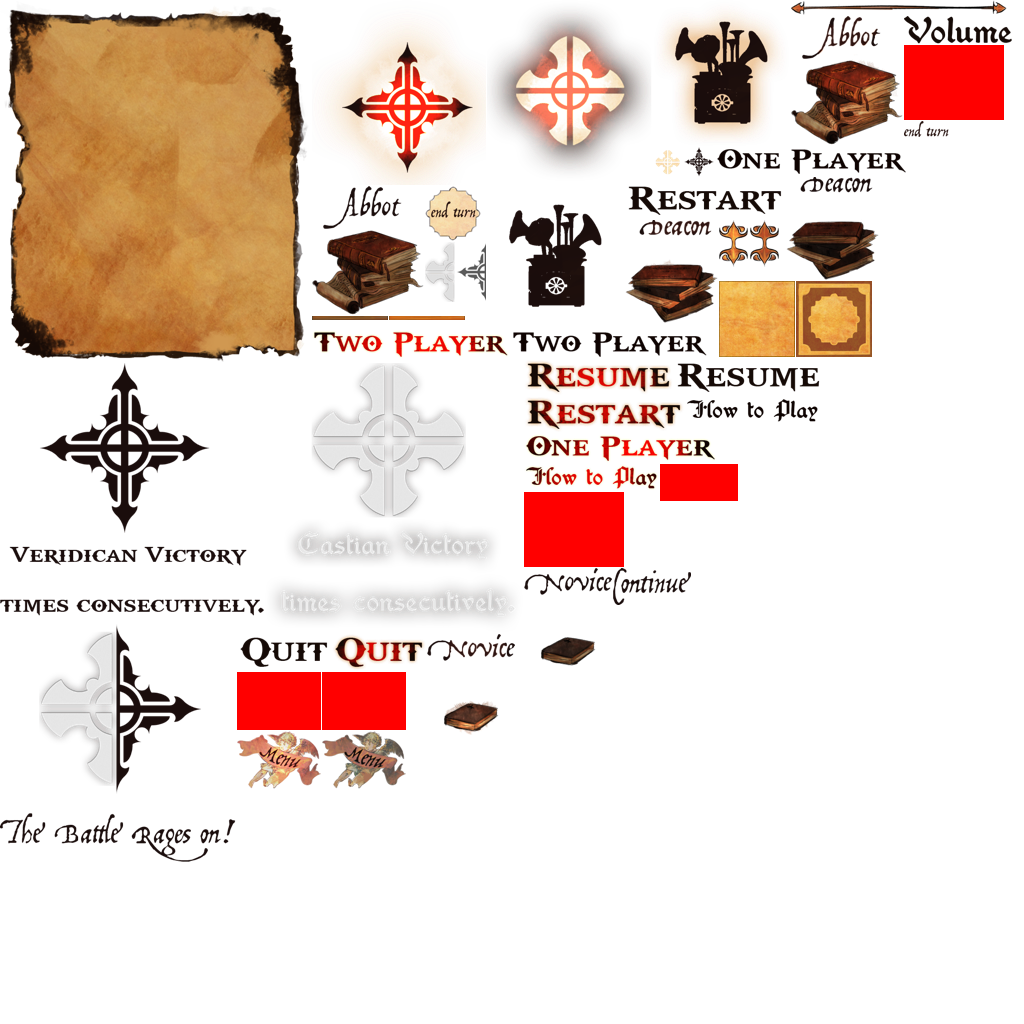 Abbot
Volume
end turn
One Player
Deacon
Abbot
end turn
Restart
Deacon
Two Player
Two Player
Resume
Resume
Restart
How to Play
One Player
How to Play
Veridican Victory
Castian Victory
Novice
Continue
times consecutively.
times consecutively.
Quit
Quit
Novice
Menu
Menu
The Battle Rages on!